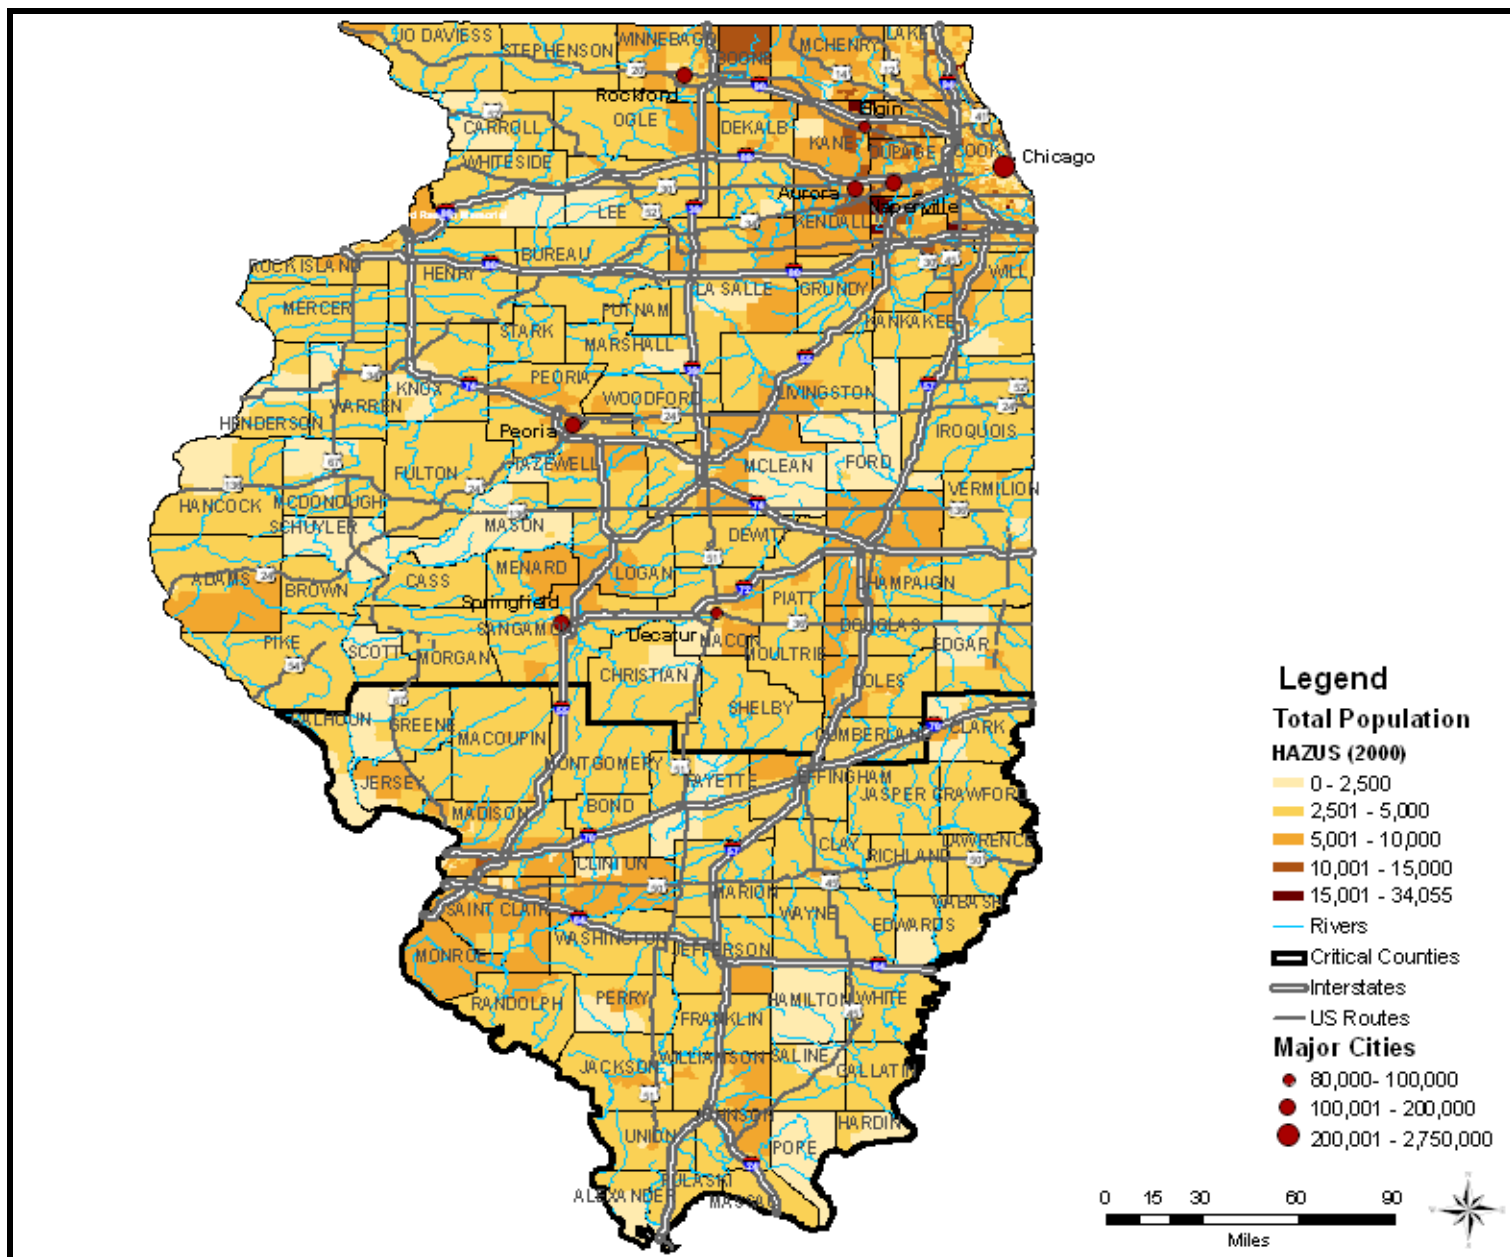 JO DAVIESS
STEPHENSON
WINNEBAGO
BOONE
MCHENRY
LAKE
Rockford
Elgin
CARROLL
OGLE
DEKALB
KANE
DUPAGE
COOK
Chicago
WHITESIDE
LEE
Aurora
Naperville
KENDALL
ROCK ISLAND
HENRY
BUREAU
LA SALLE
GRUNDY
WILL
MERCER
PUTNAM
KANKAKEE
STARK
MARSHALL
KNOX
PEORIA
WARREN
WOODFORD
LIVINGSTON
HENDERSON
Peoria
IROQUOIS
FULTON
TAZEWELL
MCLEAN
FORD
HANCOCK
MCDONOUGH
VERMILION
SCHUYLER
MASON
DEWITT
ADAMS
BROWN
CASS
MENARD
LOGAN
CHAMPAIGN
PIATT
Springfield
SANGAMON
Decatur
MACON
DOUGLAS
EDGAR
PIKE
SCOTT
MORGAN
MOULTRIE
CHRISTIAN
COLES
SHELBY
CALHOUN
GREENE
MACOUPIN
CUMBERLAND
CLARK
MONTGOMERY
FAYETTE
EFFINGHAM
JERSEY
JASPER
CRAWFORD
MADISON
BOND
CLAY
RICHLAND
LAWRENCE
CLINTON
MARION
SAINT CLAIR
WAYNE
EDWARDS
WABASH
WASHINGTON
JEFFERSON
MONROE
RANDOLPH
PERRY
HAMILTON
WHITE
FRANKLIN
JACKSON
WILLIAMSON
SALINE
GALLATIN
UNION
JOHNSON
POPE
HARDIN
ALEXANDER
PULASKI
MASSAC
Legend
Total Population
HAZUS (2000)
0 - 2,500
2,501 - 5,000
5,001 - 10,000
10,001 - 15,000
15,001 - 34,055
Rivers
Critical Counties
Interstates
US Routes
Major Cities
80,000- 100,000
100,001 - 200,000
200,001 - 2,750,000
0 15 30 60 90
Miles